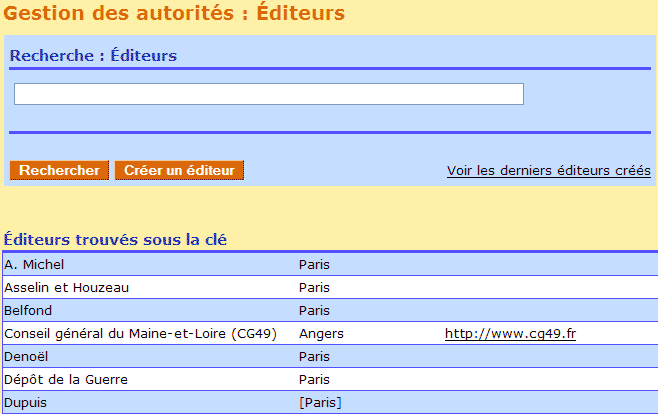 Gestion des autorités : Éditeurs
Recherche : Éditeurs
Rechercher Créer un éditeur Voir les derniers éditeurs créés
Éditeurs trouvés sous la clé
A. Michel Paris
Asselin et Houzeau Paris
Belfond Paris
Conseil général du Maine-et-Loire (CG49) Angers http://www.cg49.fr
Denoël Paris
Dépôt de la Guerre Paris
Dupuis [Paris]